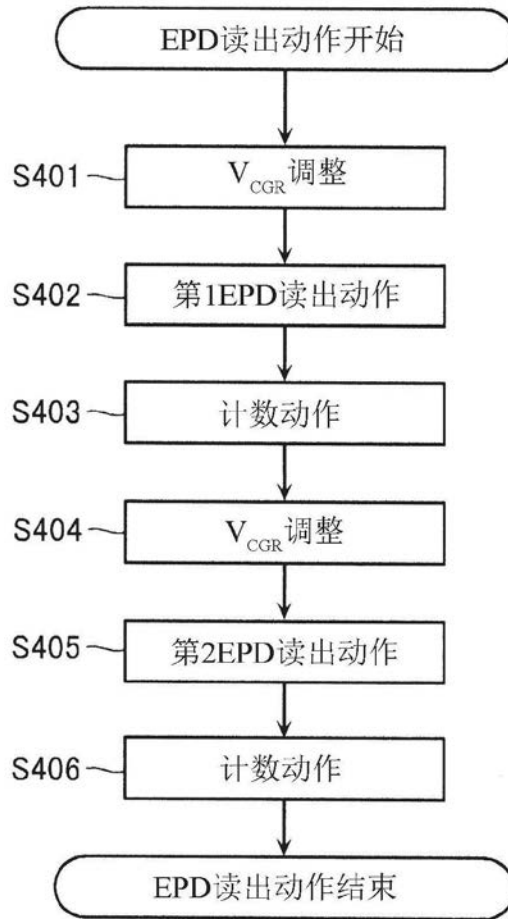 EPD读出动作开始
S401
V_CGR调整
S402
第1EPD读出动作
S403
计数动作
S404
V_CGR调整
S405
第2EPD读出动作
S406
计数动作
EPD读出动作结束